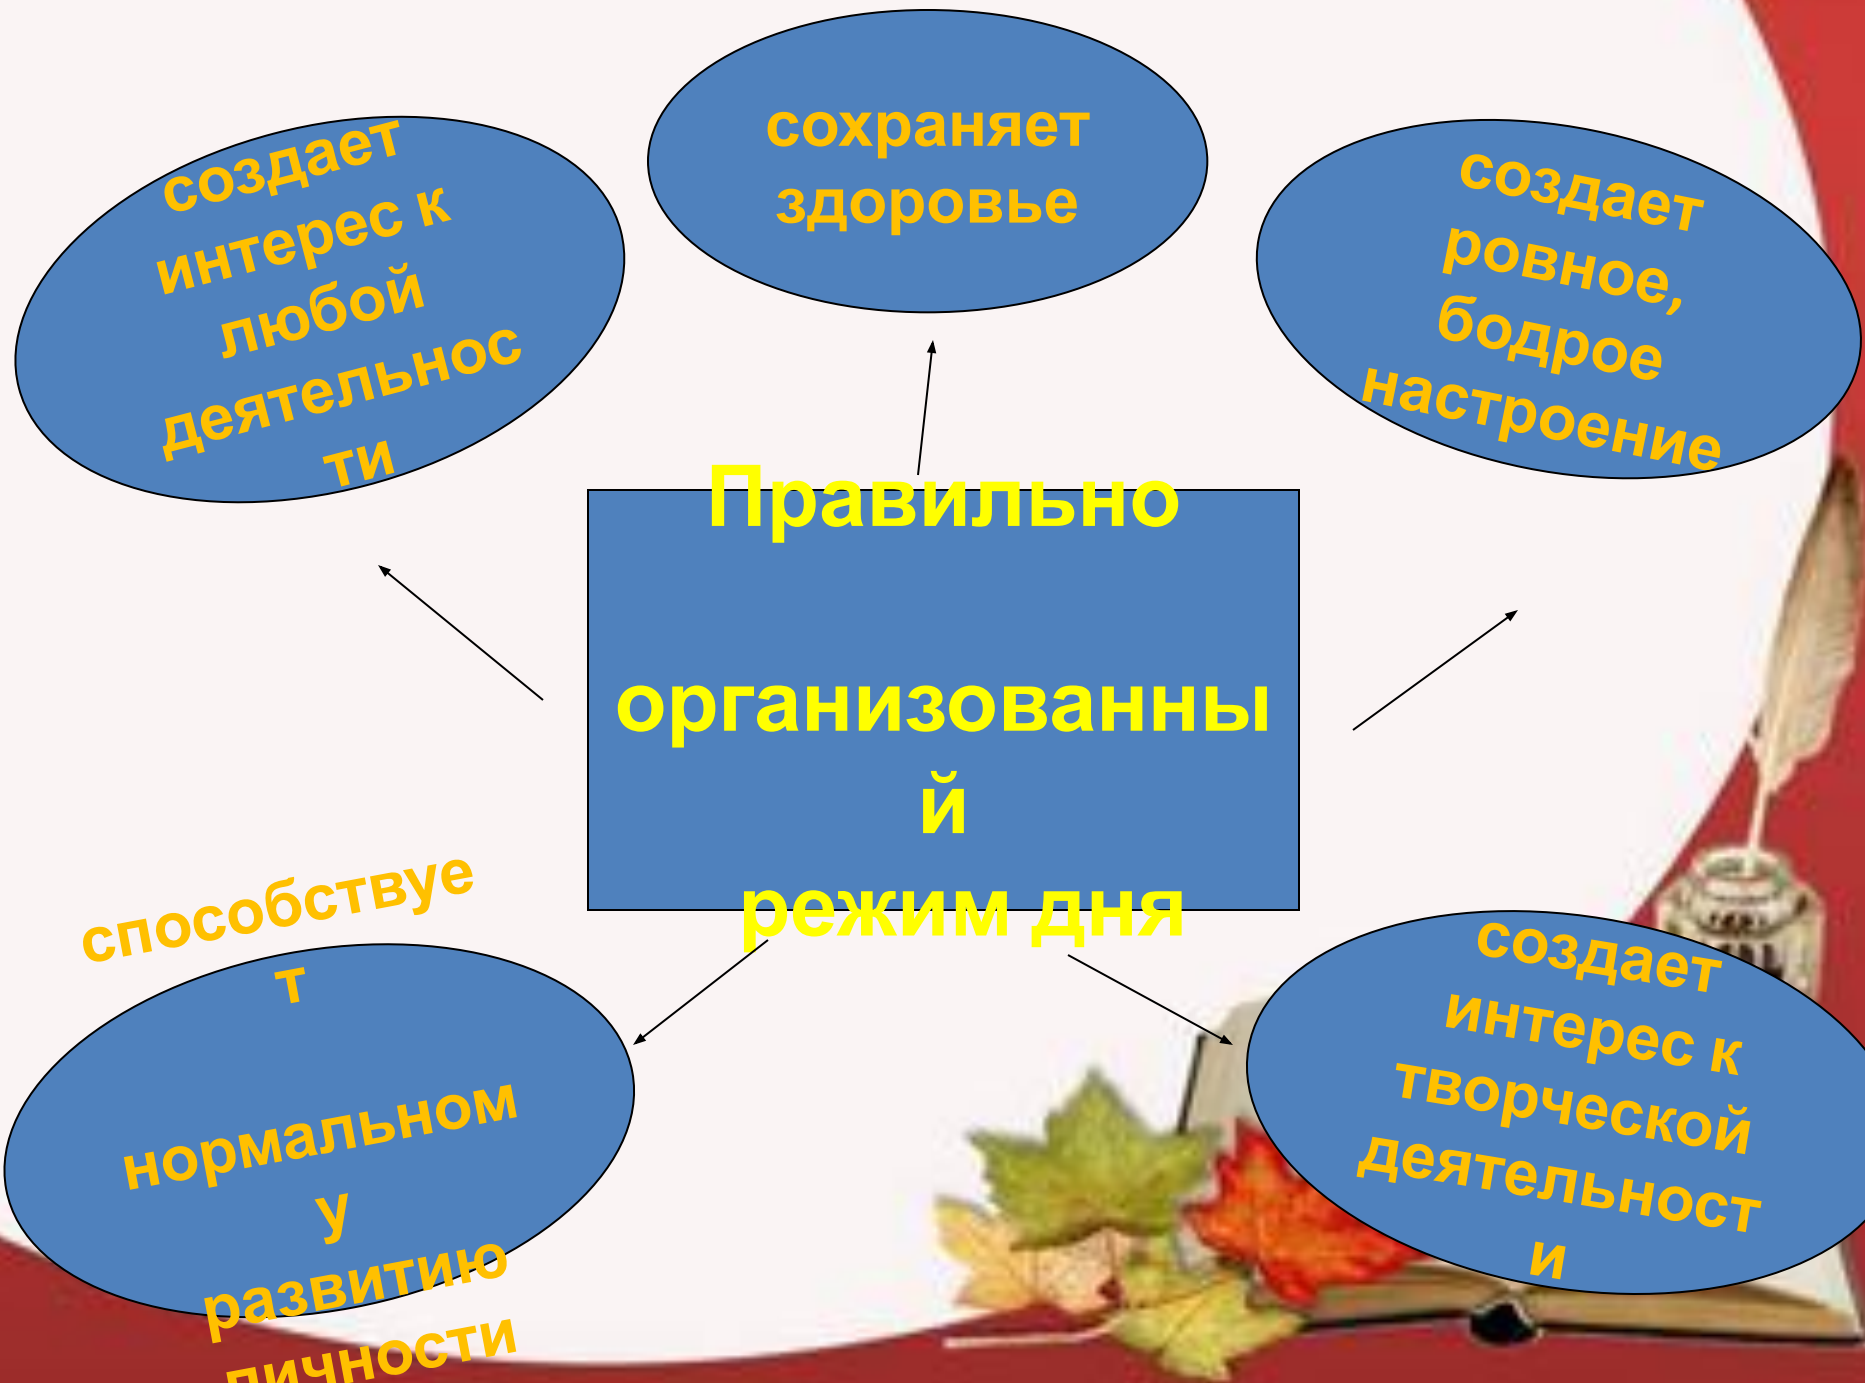 сохраняет
здоровье
создает
интерес к
любой
деятельнос
ти
создает
ровное,
бодрое
настроение
Правильно
организованны
й
режим дня
способствуе
т
нормальном
у
развитию
личности
создает
интерес к
творческой
деятельност
и